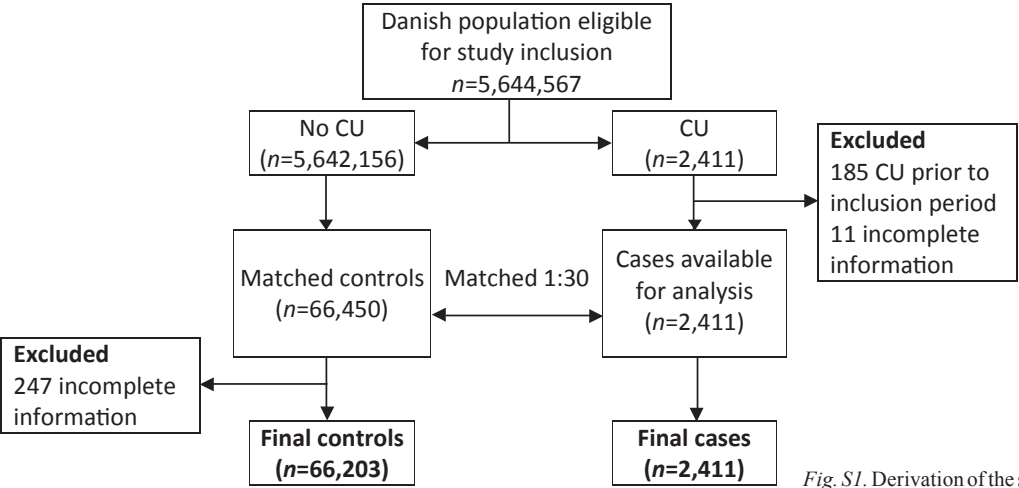 Danish population eligible
for study inclusion
n=5,644,567
No CU
(n=5,642,156)
CU
(n=2,411)
Excluded
185 CU prior to
inclusion period
11 incomplete
information
Matched controls
(n=66,450)
Matched 1:30
Cases available
for analysis
(n=2,411)
Excluded
247 incomplete
information
Final controls
(n=66,203)
Final cases
(n=2,411)
Fig. S1. Derivation of the